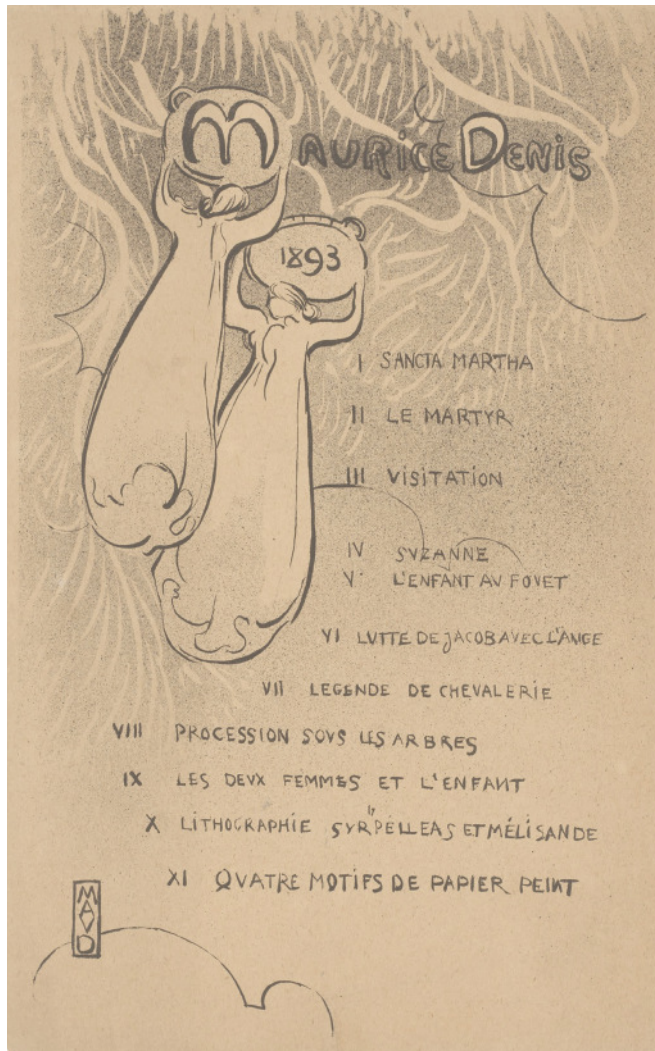 MAURICE DENIS
1893
I SANCTA MARTHA
II LE MARTYR
III VISITATION
IV SVZANNE
V L'ENFANT AV FOVET
VI LVTTE DE JACOB AVEC L'ANGE
VII LEGENDE DE CHEVALERIE
VIII PROCESSION SOVS LES ARBRES
IX LES DEVX FEMMES ET L'ENFANT
X LITHOGRAPHIE SVR PELLEAS ET MÉLISANDE
XI QVATRE MOTIFS DE PAPIER PEINT
MAVD